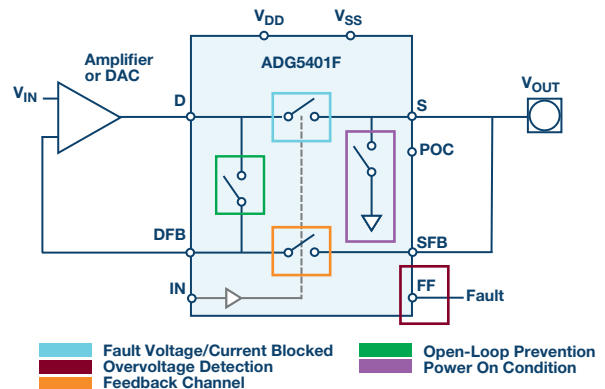 VDD
VSS
Amplifier
or DAC
ADG5401F
VIN
D
S
VOUT
POC
DFB
SFB
IN
FF
Fault
Fault Voltage/Current Blocked
Overvoltage Detection
Feedback Channel
Open-Loop Prevention
Power On Condition